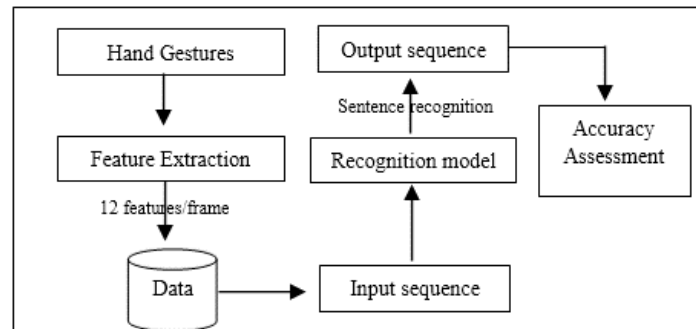 Hand Gestures
Feature Extraction
12 features/frame
Data
Input sequence
Recognition model
Sentence recognition
Output sequence
Accuracy
Assessment